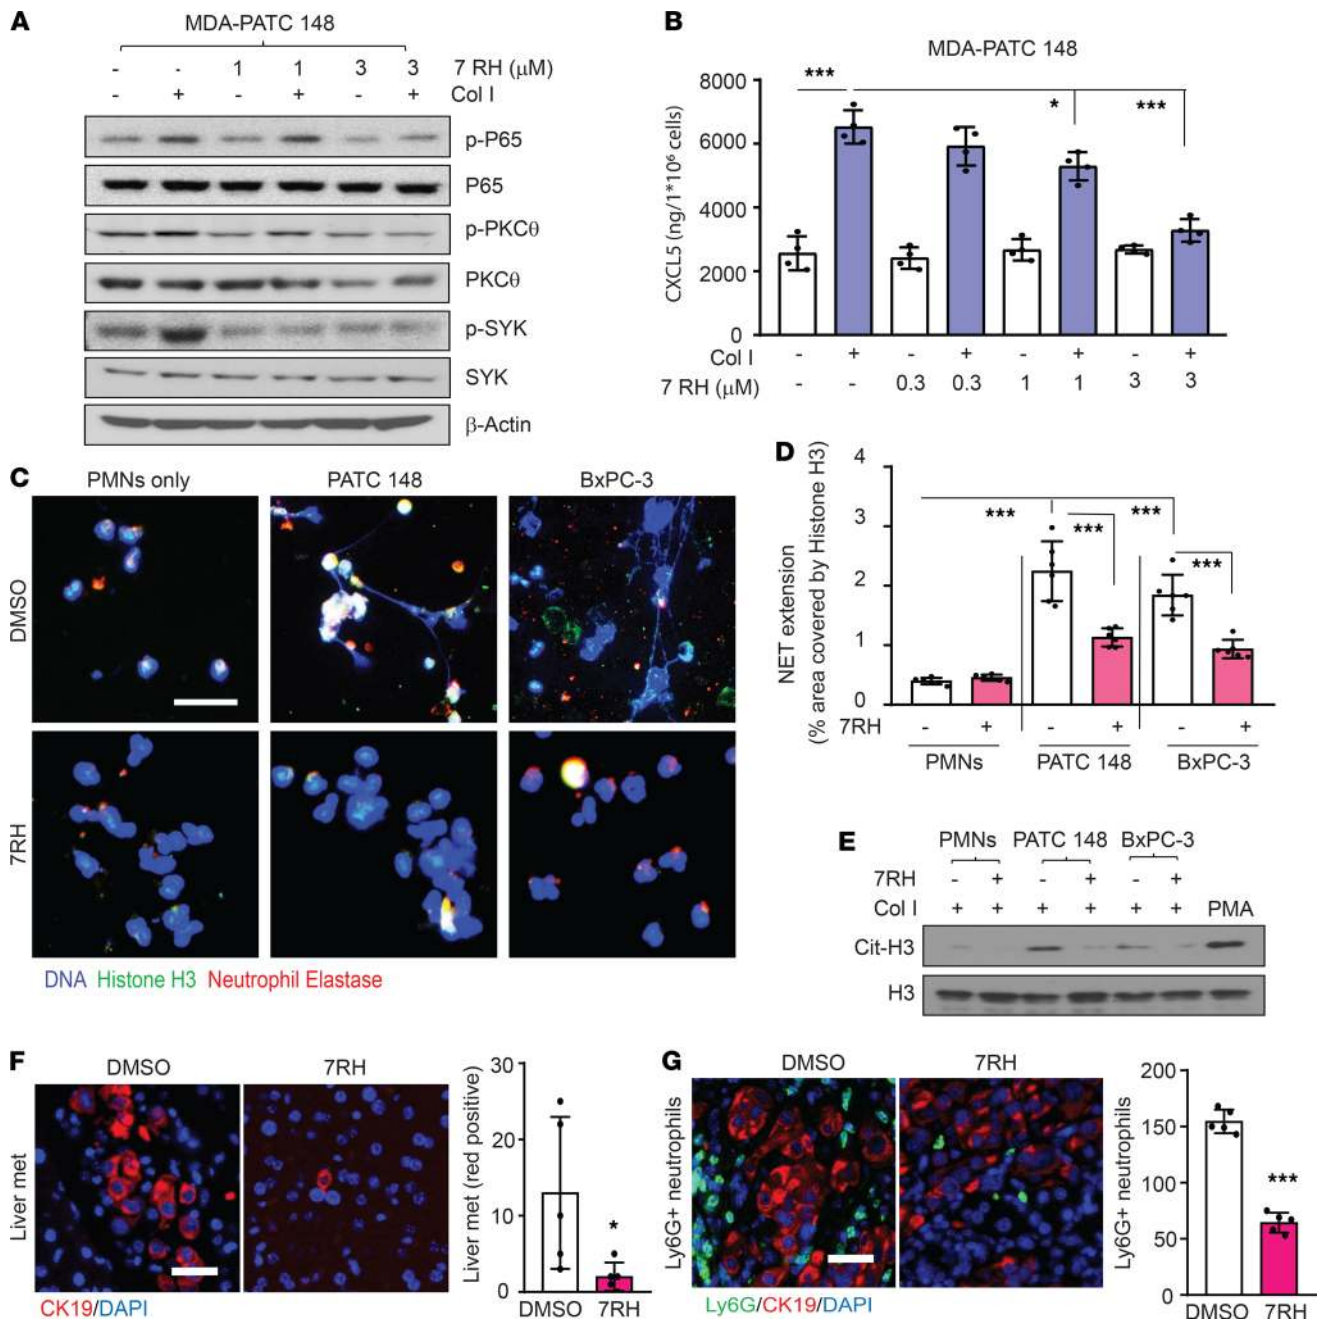 A
MDA-PATC 148
- - 1 1 3 3 7 RH (μM)
- + - + - + Col I
p-P65
P65
p-PKCθ
PKCθ
p-SYK
SYK
β-Actin
B
MDA-PATC 148
CXCL5 (ng/1*10⁶ cells)
8000
6000
4000
2000
0
*** * ***
Col I - + - + - + - +
7 RH (μM) - - 0.3 0.3 1 1 3 3
C
PMNs only PATC 148 BxPC-3
DMSO
7RH
DNA Histone H3 Neutrophil Elastase
D
NET extension
(% area covered by Histone H3)
4
3
2
1
0
*** *** *** ***
7RH - + - + - +
PMNs PATC 148 BxPC-3
E
PMNs PATC 148 BxPC-3
7RH - + - + - +
Col I + + + + + + PMA
Cit-H3
H3
F
DMSO 7RH
Liver met
CK19/DAPI
Liver met (red positive)
30
20
10
0
*
DMSO 7RH
G
DMSO 7RH
Ly6G+ neutrophils
Ly6G/CK19/DAPI
Ly6G+ neutrophils
200
150
100
50
0
***
DMSO 7RH